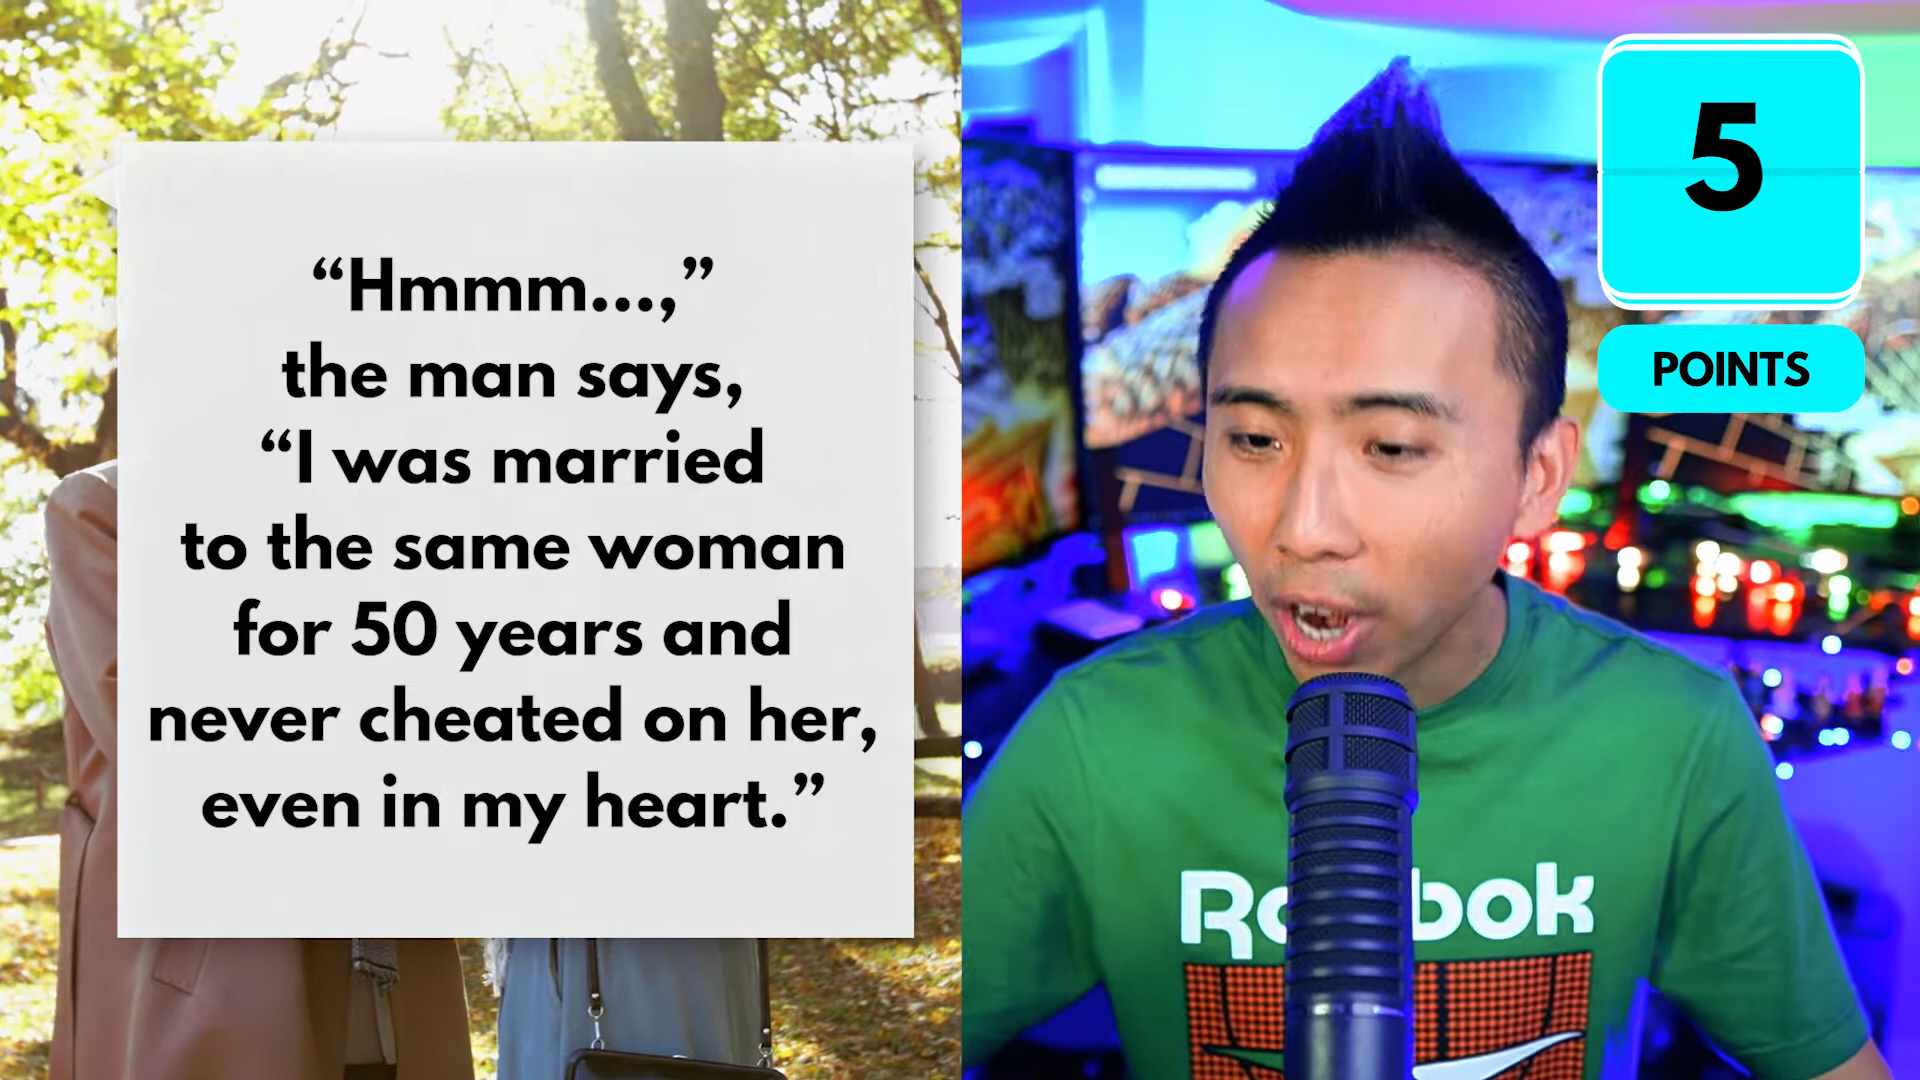 “Hmmm...,”
the man says,
“I was married
to the same woman
for 50 years and
never cheated on her,
even in my heart.”
5
POINTS